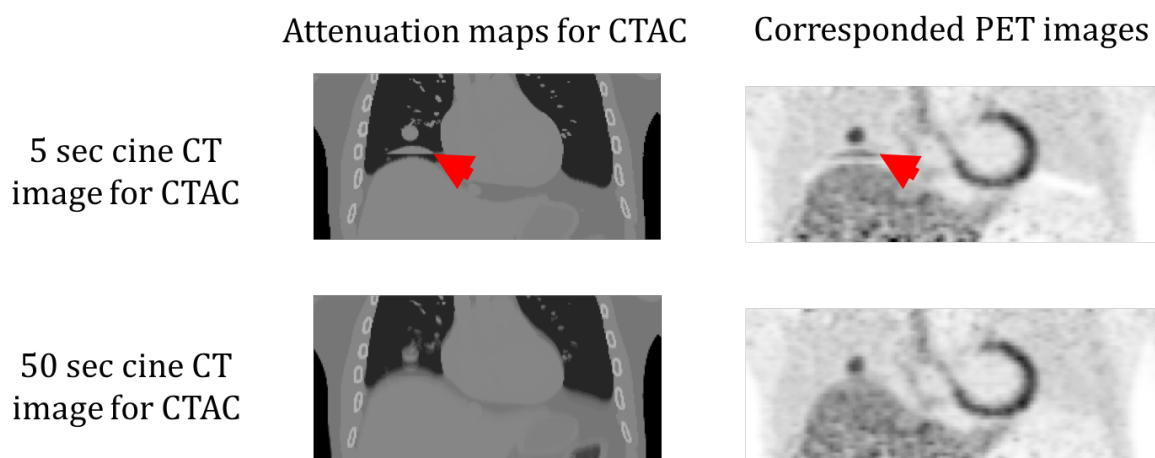 Attenuation maps for CTAC
Corresponded PET images
5 sec cine CT
image for CTAC
50 sec cine CT
image for CTAC